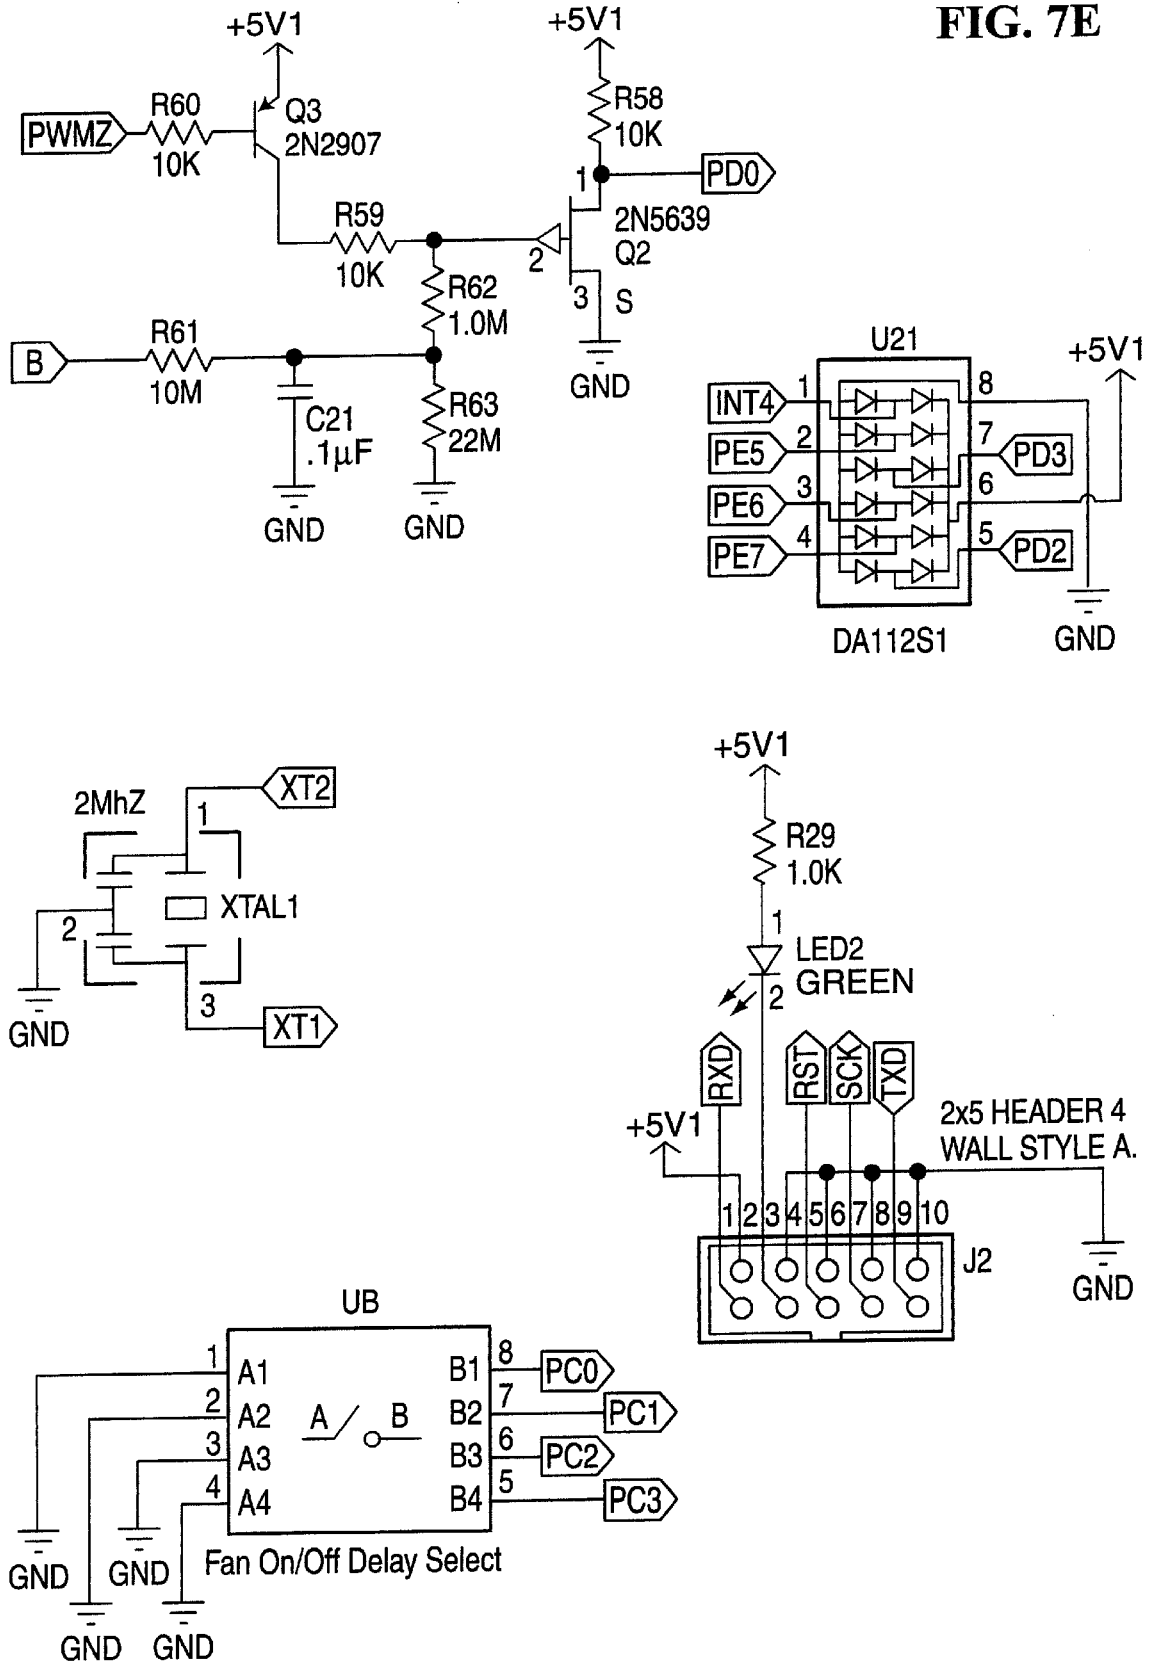 FIG. 7E
+5V1
+5V1
PWMZ
R60
10K
Q3
2N2907
R58
10K
1
PD0
R59
10K
2
2N5639
Q2
3
S
GND
R62
1.0M
B
R61
10M
C21
.1μF
R63
22M
GND
GND
U21
+5V1
INT4
1
8
PE5
2
7
PD3
PE6
3
6
PE7
4
5
PD2
DA112S1
GND
2MhZ
1
XT2
2
XTAL1
GND
3
XT1
+5V1
R29
1.0K
1
LED2
GREEN
2
RXD
RST
SCK
TXD
+5V1
2x5 HEADER 4
WALL STYLE A.
1 2 3 4 5 6 7 8 9 10
J2
GND
UB
1
A1
B1
8
PC0
2
A2
B2
7
PC1
A
B
3
A3
B3
6
PC2
4
A4
B4
5
PC3
Fan On/Off Delay Select
GND
GND
GND
GND